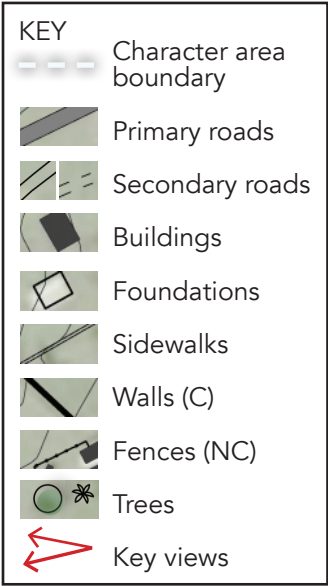 KEY
Character area
boundary
Primary roads
Secondary roads
Buildings
Foundations
Sidewalks
Walls (C)
Fences (NC)
Trees
Key views